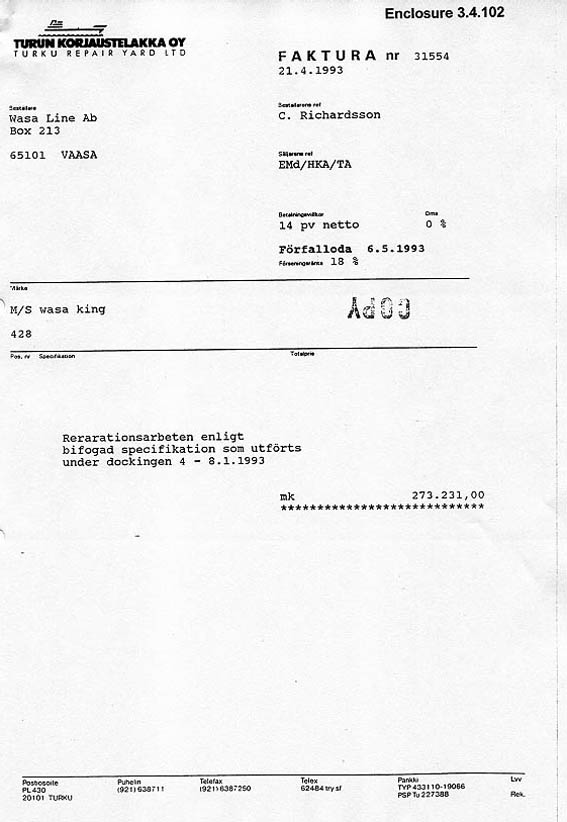 Enclosure 3.4.102
TURUN KORJAUSTELAKKA OY
TURKU REPAIR YARD LTD
FAKTURA nr 31554
21.4.1993
Beställare
Wasa Line Ab
Box 213
65101 VAASA
Beställarens ref
C. Richardsson
Säljarens ref
EMd/HKA/TA
Betalningsvillkor
14 pv netto
Oms
0 %
Förfalloda 6.5.1993
Förseningsränta 18 %
Märke
M/S wasa king
428
COPY
Pos. nr Specifikation Totalpris
Rerarationsarbeten enligt
bifogad specifikation som utförts
under dockingen 4 - 8.1.1993
mk 273.231,00
****************************
Postiosoite Puhelin Telefax Telex Pankki Lvv
PL 430 (921) 638711 (921) 6387250 62484 try sf TYP 433110-19066
20101 TURKU PSP Tu 227388 Rek.